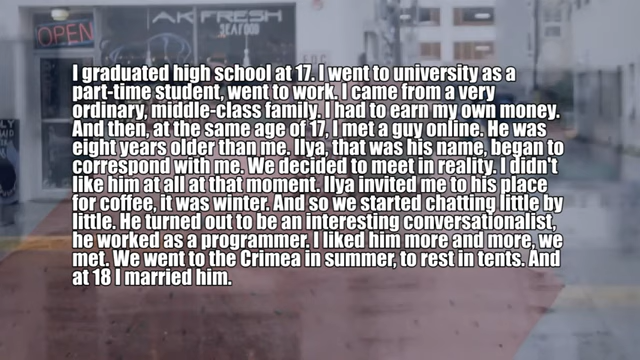 OPEN
AK FRESH
SEAFOOD
I graduated high school at 17. I went to university as a
part-time student, went to work. I came from a very
ordinary, middle-class family. I had to earn my own money.
And then, at the same age of 17, I met a guy online. He was
eight years older than me. Ilya, that was his name, began to
correspond with me. We decided to meet in reality. I didn't
like him at all at that moment. Ilya invited me to his place
for coffee, it was winter. And so we started chatting little by
little. He turned out to be an interesting conversationalist,
he worked as a programmer. I liked him more and more, we
met. We went to the Crimea in summer, to rest in tents. And
at 18 I married him.